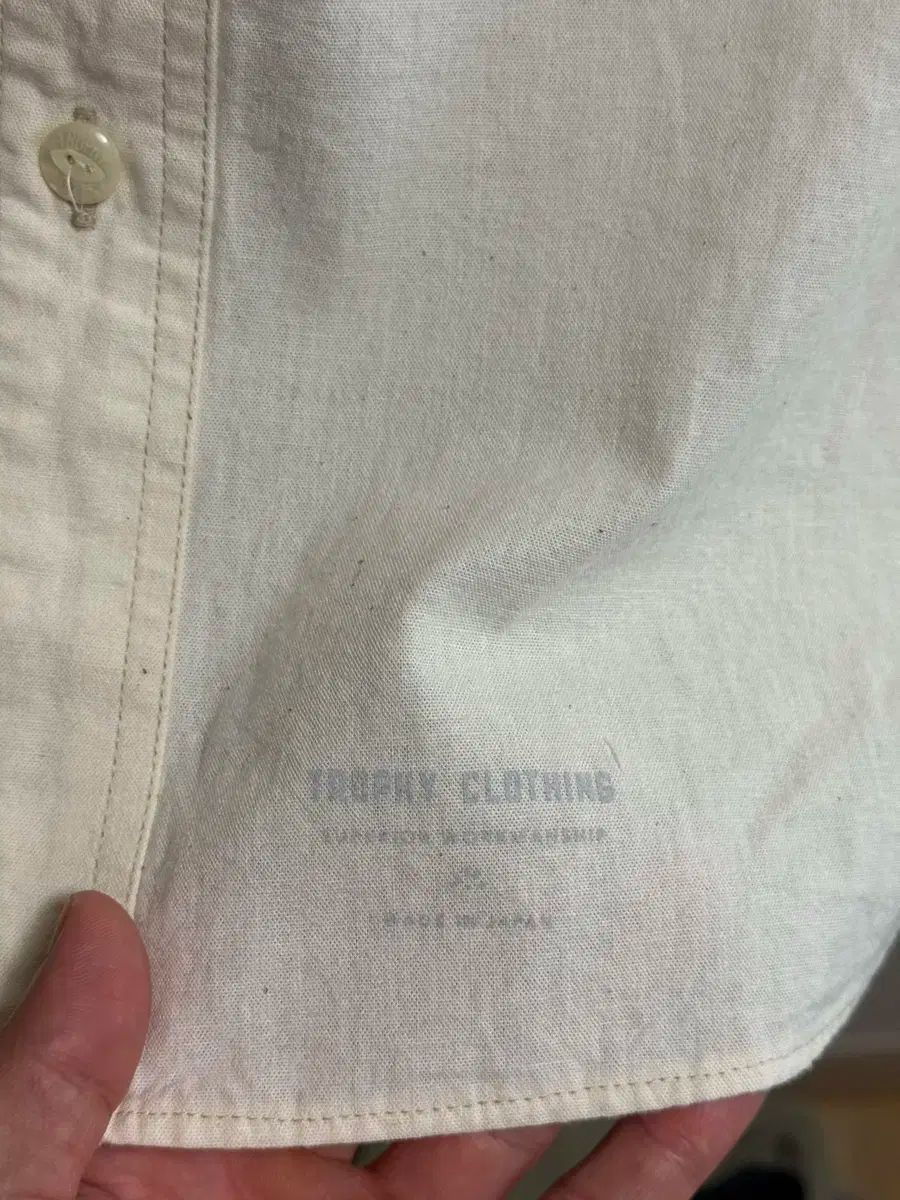 TROPHY CLOTHING
SUPERIOR WORKMANSHIP
MADE IN JAPAN